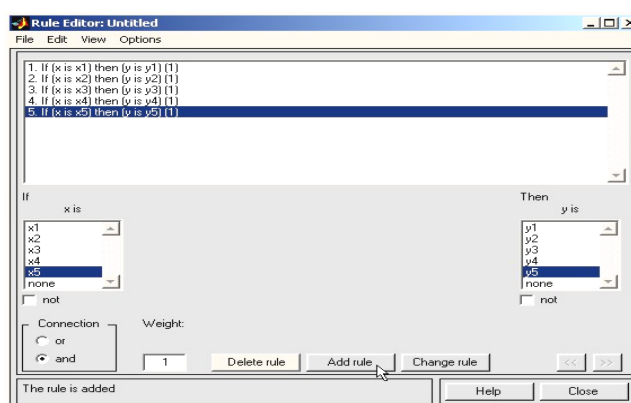 Rule Editor: Untitled
File Edit View Options
1. If (x is x1) then (y is y1) (1)
2. If (x is x2) then (y is y2) (1)
3. If (x is x3) then (y is y3) (1)
4. If (x is x4) then (y is y4) (1)
5. If (x is x5) then (y is y5) (1)
If
x is
Then
y is
x1
x2
x3
x4
x5
none
y1
y2
y3
y4
y5
none
not
not
Connection
or
and
Weight:
1
Delete rule
Add rule
Change rule
<<
>>
The rule is added
Help
Close